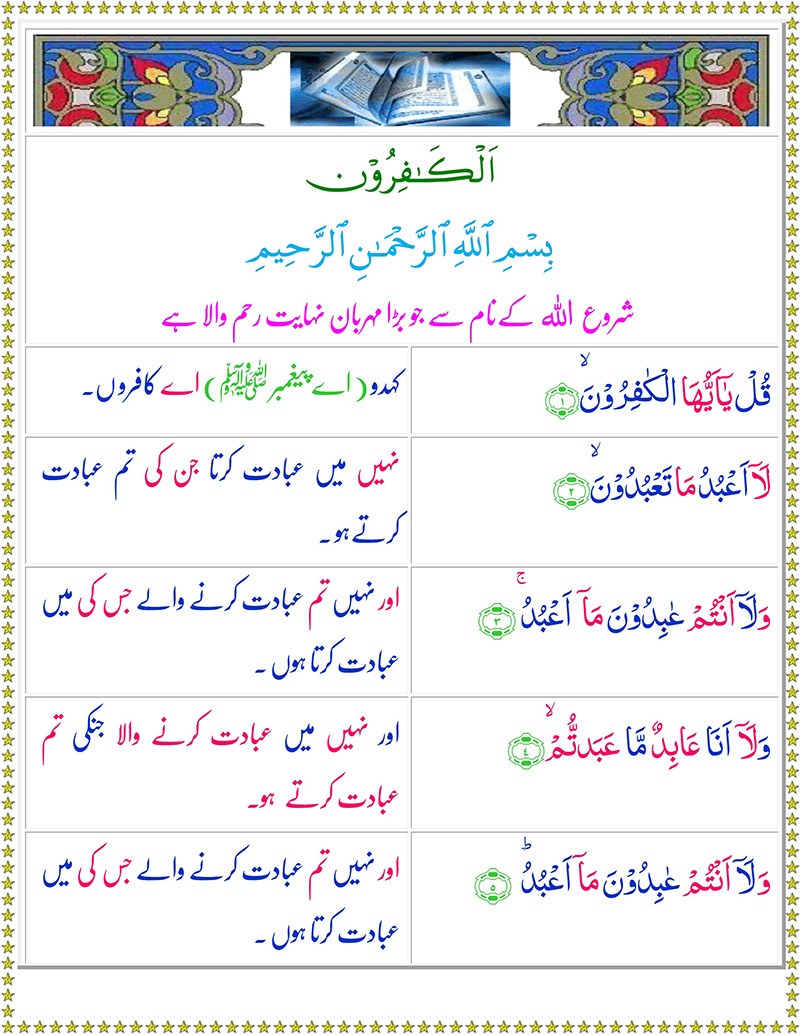 اَلْكٰفِرُوْن
بِسْمِ ٱللَّهِ ٱلرَّحْمَـٰنِ ٱلرَّحِيمِ
شروع اللہ کے نام سے جو بڑا مہربان نہایت رحم والا ہے
قُلْ يٰۤاَيُّهَا الْكٰفِرُوْنَۙ ﴿۱﴾
کہدو (اے پیغمبر ﷺ) اے کافروں۔
لَاۤ اَعْبُدُ مَا تَعْبُدُوْنَۙ ﴿۲﴾
نہیں میں عبادت کرتا جن کی تم عبادت
کرتے ہو۔
وَلَاۤ اَنْتُمْ عٰبِدُوْنَ مَاۤ اَعْبُدُۚ ﴿۳﴾
اور نہیں تم عبادت کرنے والے جس کی میں
عبادت کرتا ہوں۔
وَلَاۤ اَنَا عَابِدٌ مَّا عَبَدتُّمْۙ ﴿۴﴾
اور نہیں میں عبادت کرنے والا جنکی تم
عبادت کرتے ہو۔
وَلَاۤ اَنْتُمْ عٰبِدُوْنَ مَاۤ اَعْبُدُؕ ﴿۵﴾
اور نہیں تم عبادت کرنے والے جس کی میں
عبادت کرتا ہوں۔